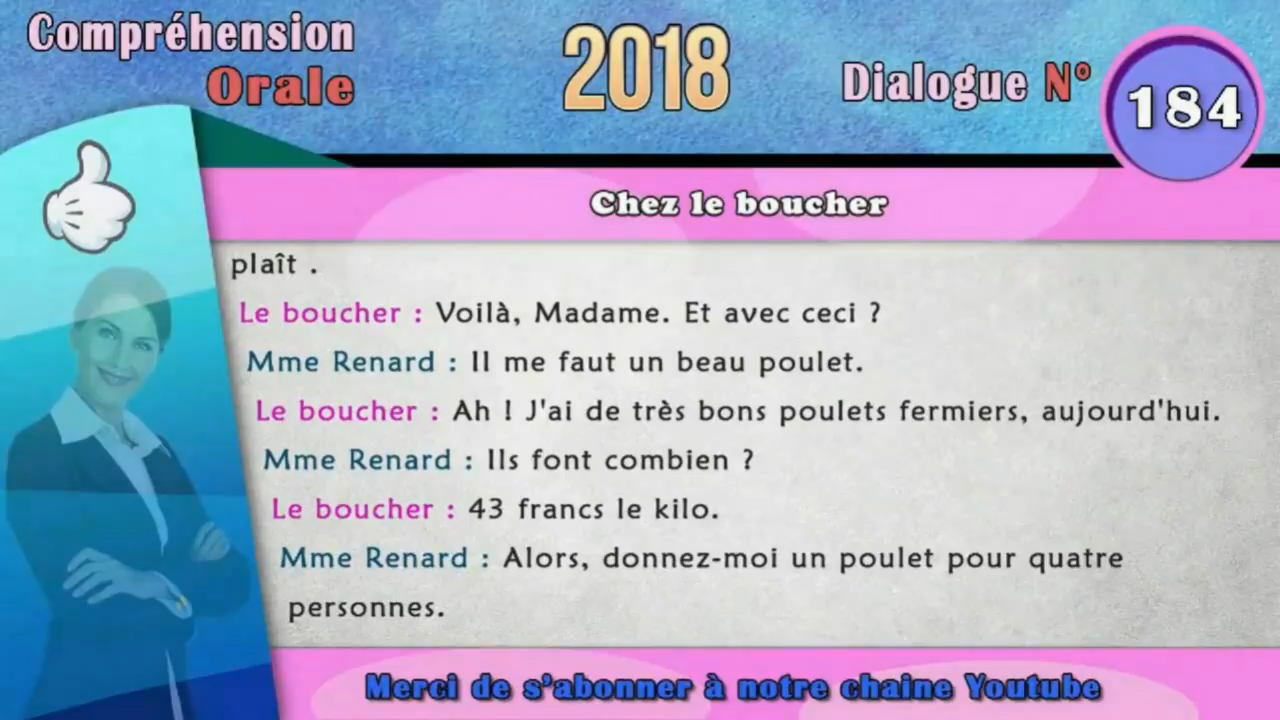 Compréhension
Orale
2018
Dialogue N° 184
Chez le boucher
plaît .
Le boucher : Voilà, Madame. Et avec ceci ?
Mme Renard : Il me faut un beau poulet.
Le boucher : Ah ! J'ai de très bons poulets fermiers, aujourd'hui.
Mme Renard : Ils font combien ?
Le boucher : 43 francs le kilo.
Mme Renard : Alors, donnez-moi un poulet pour quatre
personnes.
Merci de s'abonner à notre chaine Youtube